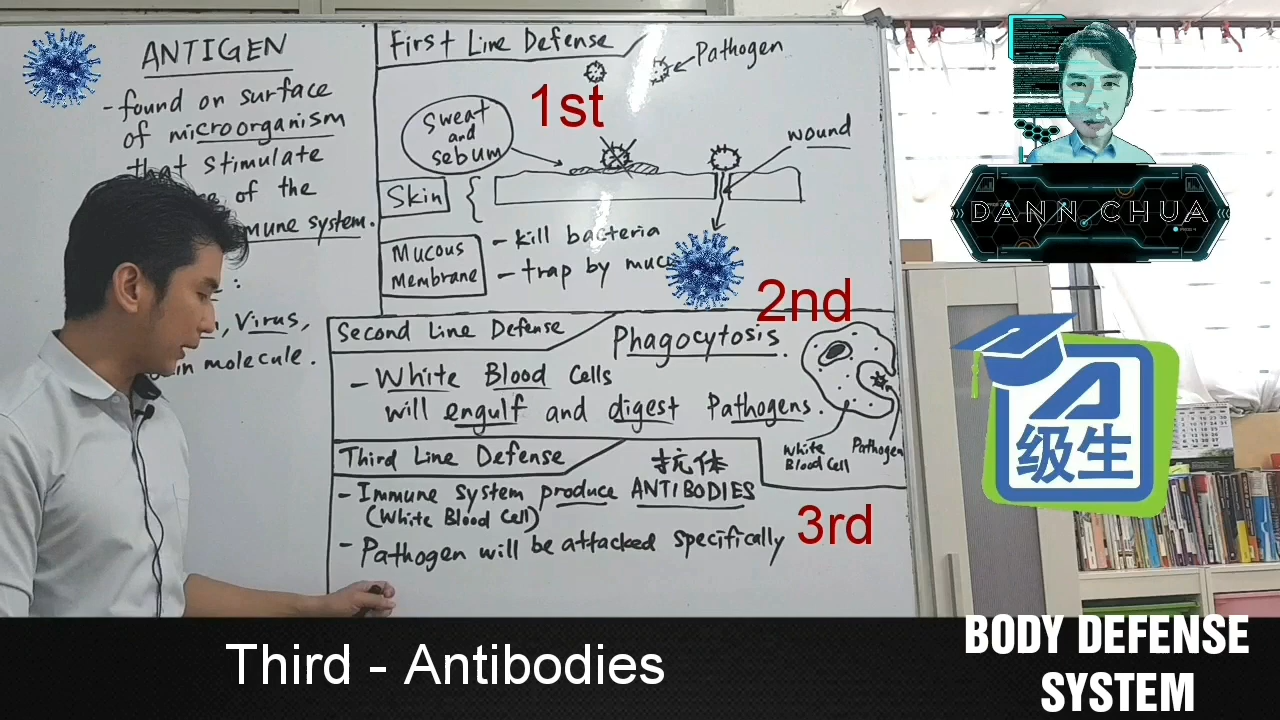 ANTIGEN
- found on surface
of microorganism
that stimulate
of the
immune system.
:
, Virus,
molecule.
First Line Defense
Pathogen
1st
Sweat
and
sebum
wound
Skin
Mucous
Membrane
- kill bacteria
- trap by
2nd
Second Line Defense
Phagocytosis.
- White Blood Cells
will engulf and digest Pathogens.
White
Blood Cell
Pathogen
Third Line Defense
抗体
- Immune System produce ANTIBODIES
(White Blood Cell)
- Pathogen will be attacked specifically
3rd
DANN CHUA
A
级生
Third - Antibodies
BODY DEFENSE
SYSTEM